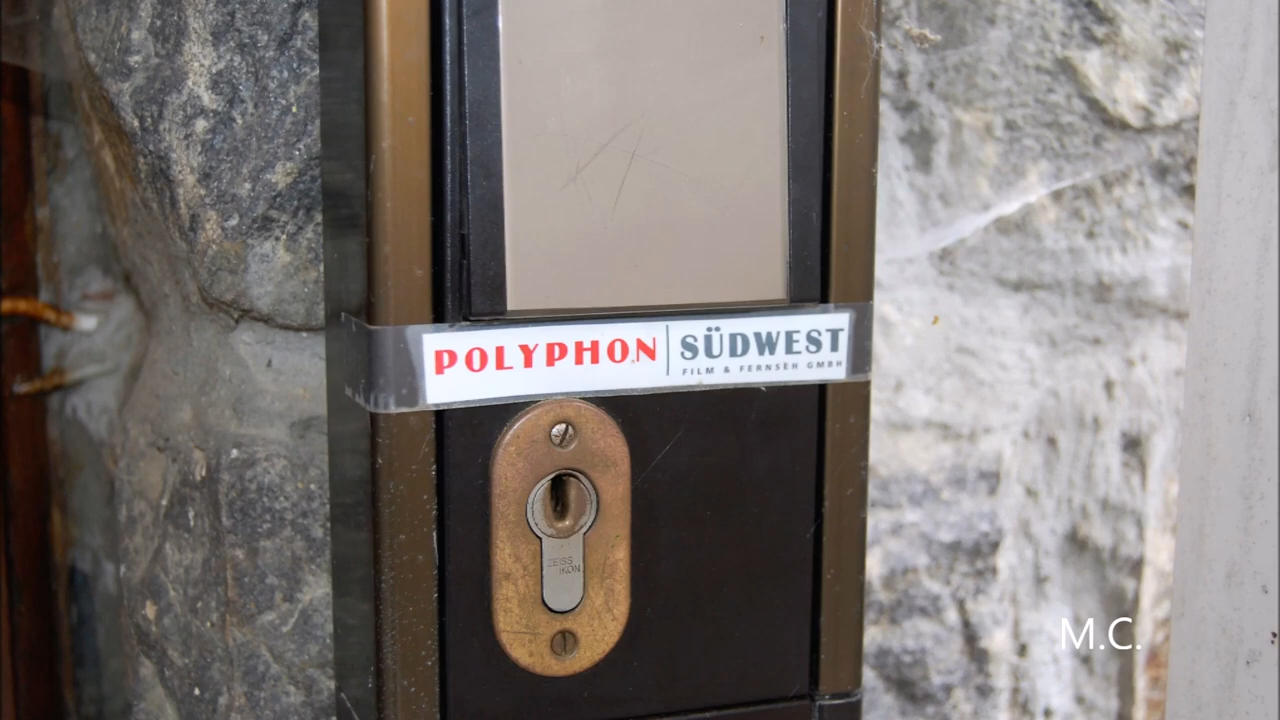 POLYPHON SÜDWEST
FILM & FERNSEH GMBH
ZEISS
IKON
M.C.